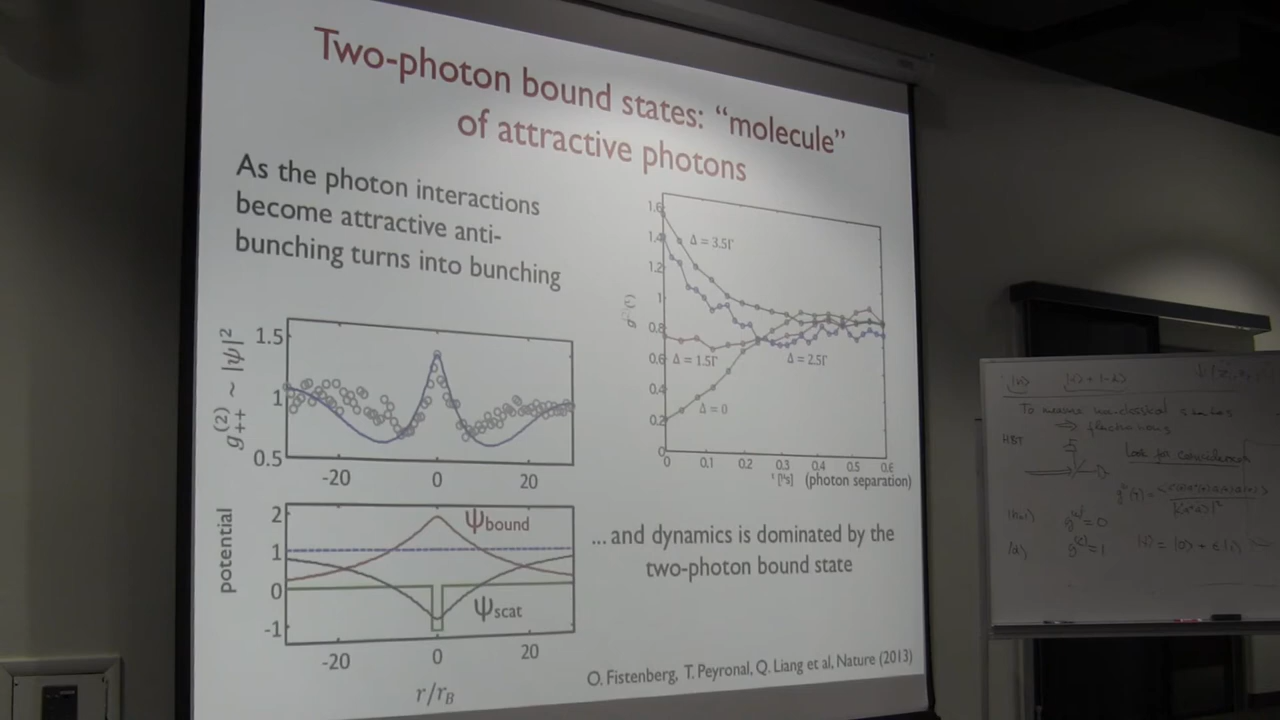 Two-photon bound states: “molecule”
of attractive photons
As the photon interactions
become attractive anti-
bunching turns into bunching
1.6
1.4
1.2
1
0.8
0.6
0.4
0.2
0
Δ = 3.5Γ
Δ = 1.5Γ
Δ = 2.5Γ
Δ = 0
0 0.1 0.2 0.3 0.4 0.5 0.6
(photon separation)
g++(2) ~ |ψ|2
1.5
1
0.5
-20 0 20
potential
2
1
0
-1
ψbound
ψscat
-20 0 20
r/rB
... and dynamics is dominated by the
two-photon bound state
O. Fistenberg, T. Peyronal, Q. Liang et al, Nature (2013)
To measure
⇒ fluctuations
HBT
Look for